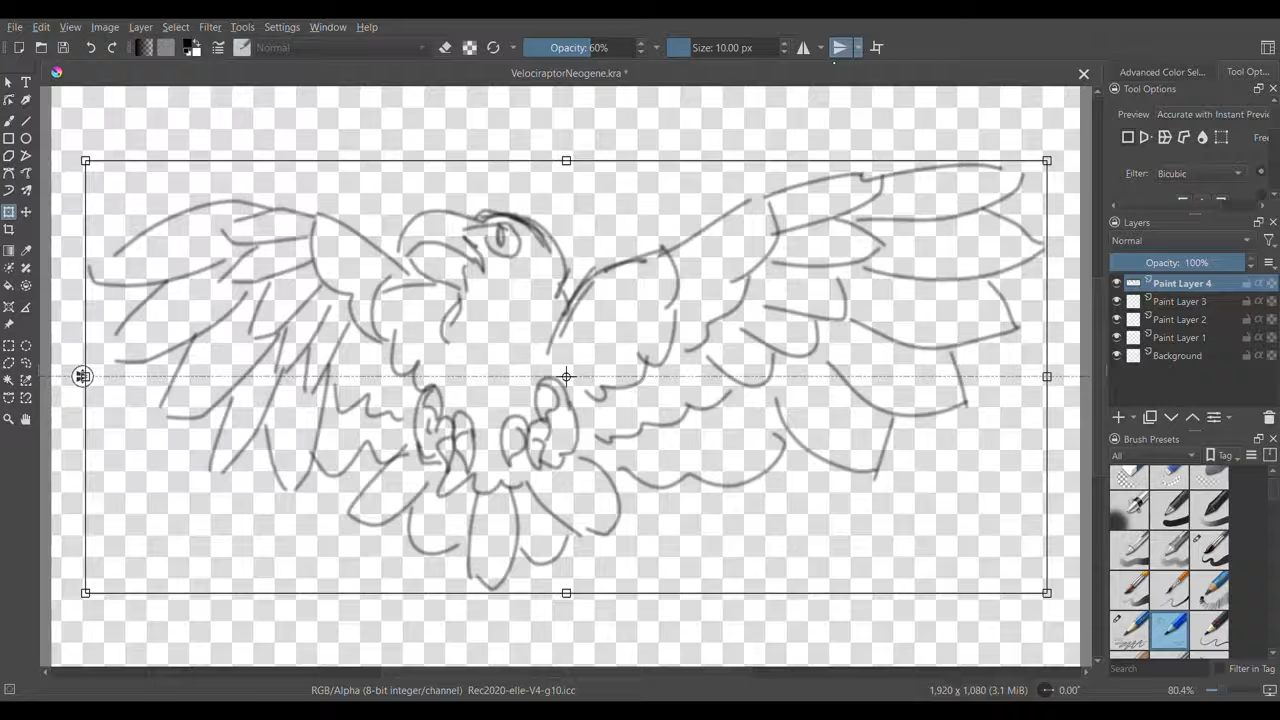 File Edit View Image Layer Select Filter Tools Settings Window Help
Normal Opacity: 60% Size: 10.00 px
VelociraptorNeogene.kra *
Advanced Color Sel... Tool Opt...
Tool Options
Preview Accurate with Instant Previe
Free
Filter: Bicubic
Layers
Normal
Opacity: 100%
Paint Layer 4
Paint Layer 3
Paint Layer 2
Paint Layer 1
Background
Brush Presets
All Tag
Search Filter in Tag
RGB/Alpha (8-bit integer/channel) Rec2020-elle-V4-g10.icc 1,920 x 1,080 (3.1 MiB) 0.00° 80.4%